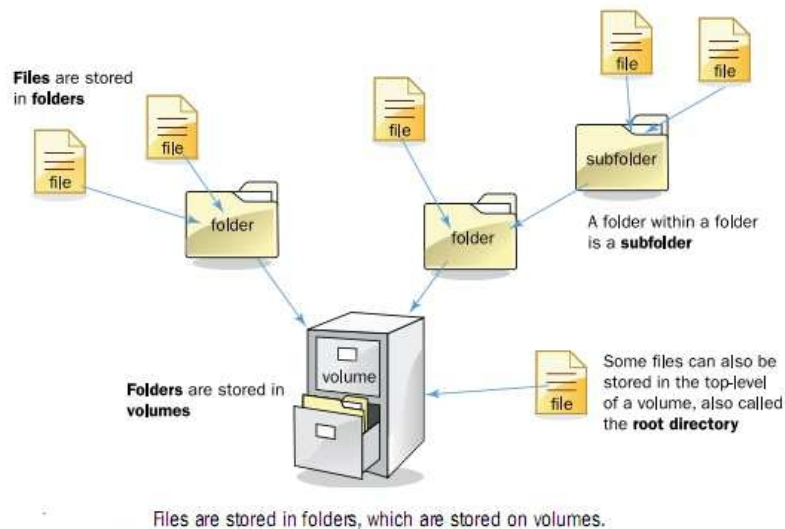 file
file
Files are stored
in folders
file
file
file
subfolder
folder
folder
A folder within a folder
is a subfolder
volume
Folders are stored in
volumes
file
Some files can also be
stored in the top-level
of a volume, also called
the root directory
Files are stored in folders, which are stored on volumes.